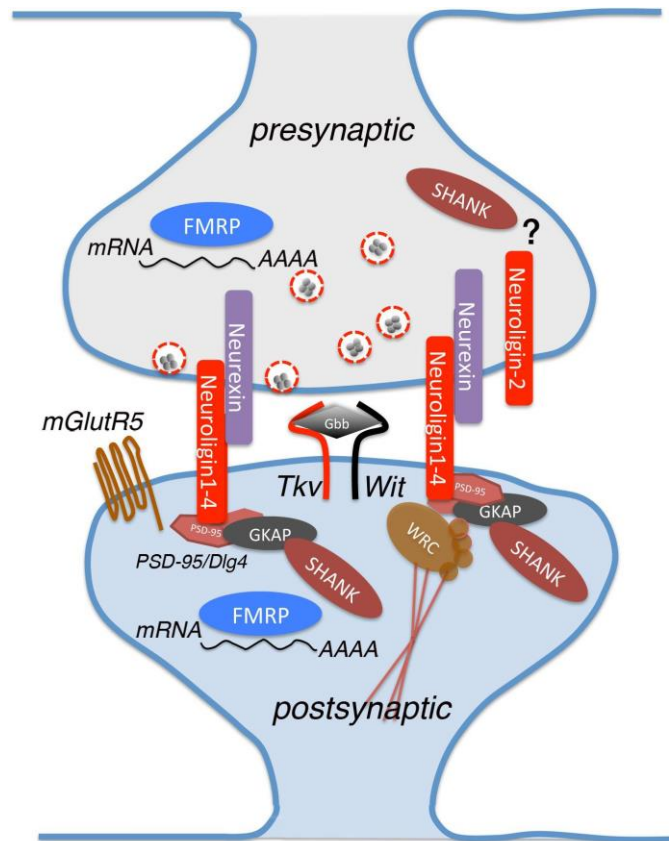 presynaptic
SHANK
?
FMRP
mRNA
AAAA
Neurexin
Neuroligin1-4
Neurexin
Neuroligin-2
Neuroligin1-4
mGlutR5
Gbb
Tkv
Wit
PSD-95
GKAP
PSD-95/Dlg4
SHANK
PSD-95
GKAP
WRC
SHANK
FMRP
mRNA
AAAA
postsynaptic